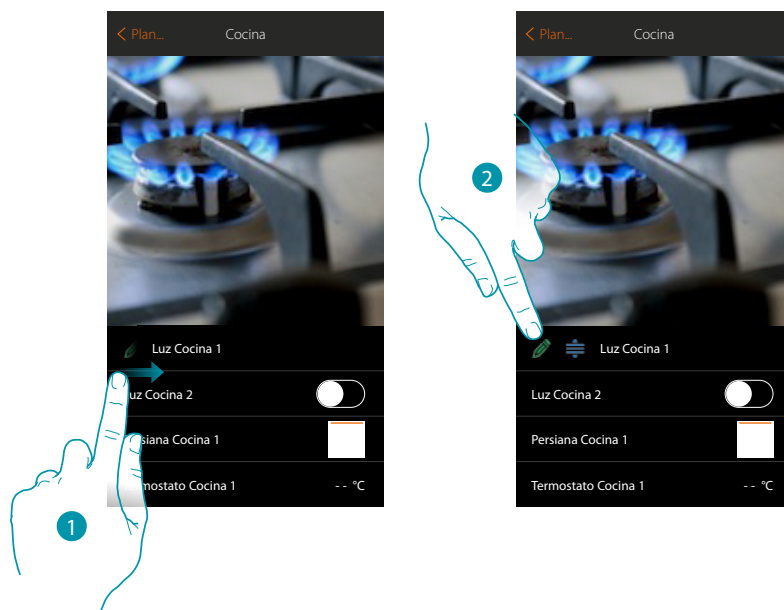 Plan... Cocina
Luz Cocina 1
uz Cocina 2
siana Cocina 1
mostato Cocina 1 -- °C
1
Plan... Cocina
2
Luz Cocina 1
Luz Cocina 2
Persiana Cocina 1
Termostato Cocina 1 -- °C